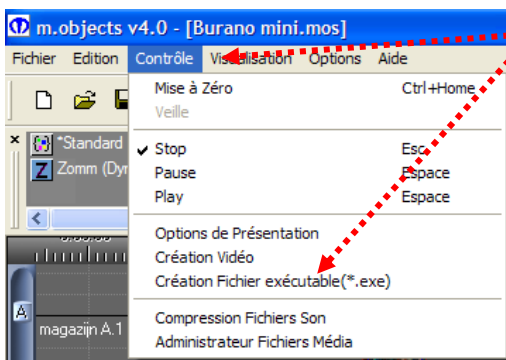 m.objects v4.0 - [Burano mini.mos]
Fichier Edition Contrôle Visualisation Options Aide
Mise à Zéro Ctrl+Home
Veille
*Standard
Stop Esc
Z Zomm (Dyn
Pause Espace
Play Espace
Options de Présentation
Création Vidéo
Création Fichier exécutable(*.exe)
A
magazijn A.1
Compression Fichiers Son
Administrateur Fichiers Média